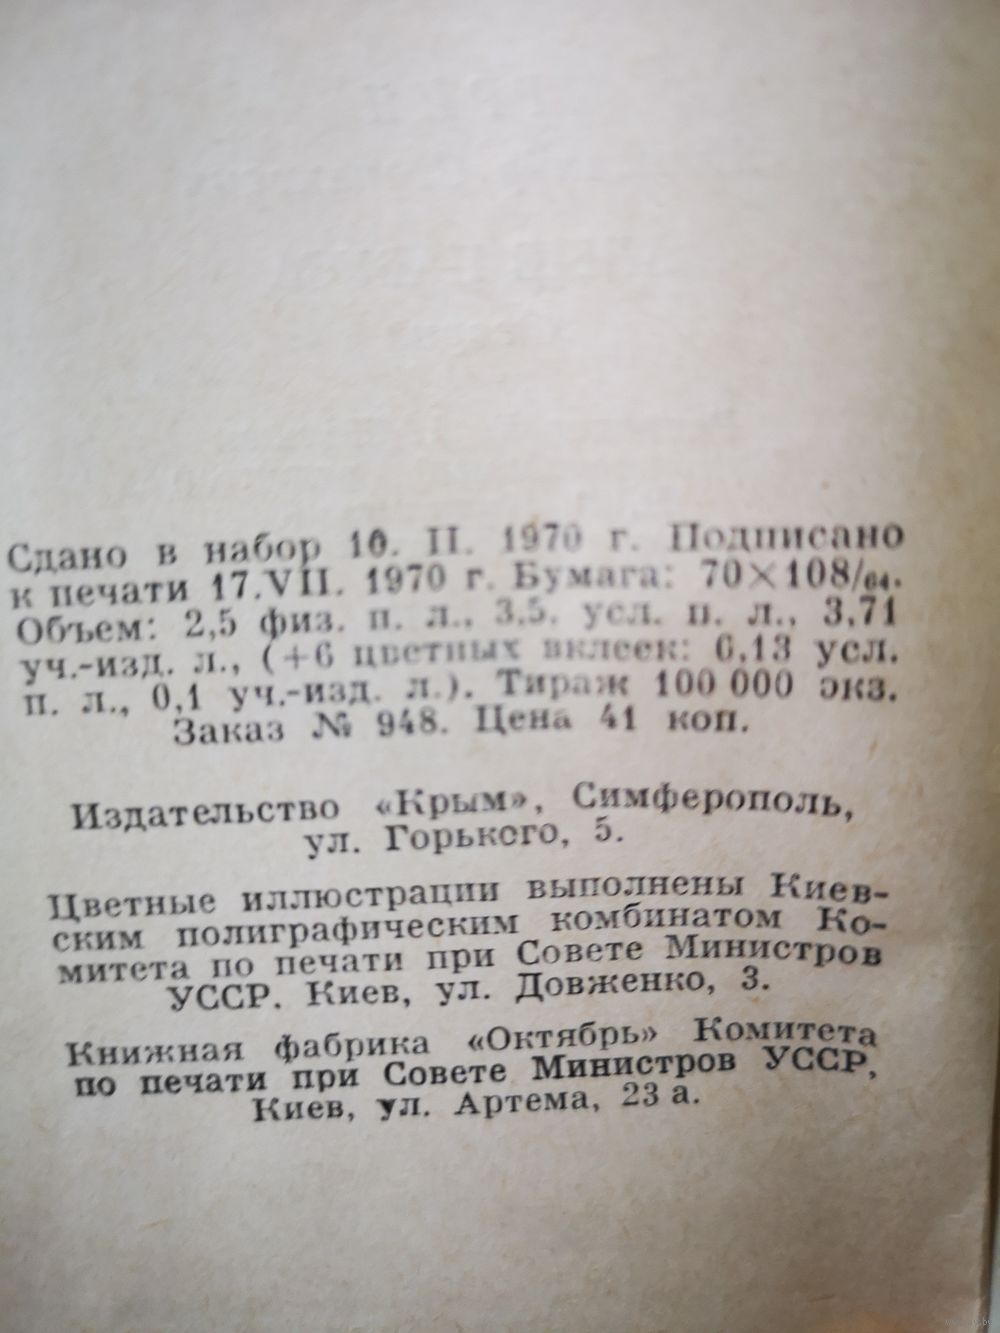 Сдано в набор 10. II. 1970 г. Подписано
к печати 17.VII. 1970 г. Бумага: 70×108/64.
Объем: 2,5 физ. п. л., 3,5. усл. п. л., 3,71
уч.-изд. л., (+6 цветных вклеек: 0,13 усл.
п. л., 0,1 уч.-изд. л.). Тираж 100 000 экз.
Заказ № 948. Цена 41 коп.
Издательство «Крым», Симферополь,
ул. Горького, 5.
Цветные иллюстрации выполнены Киев-
ским полиграфическим комбинатом Ко-
митета по печати при Совете Министров
УССР. Киев, ул. Довженко, 3.
Книжная фабрика «Октябрь» Комитета
по печати при Совете Министров УССР,
Киев, ул. Артема, 23 а.